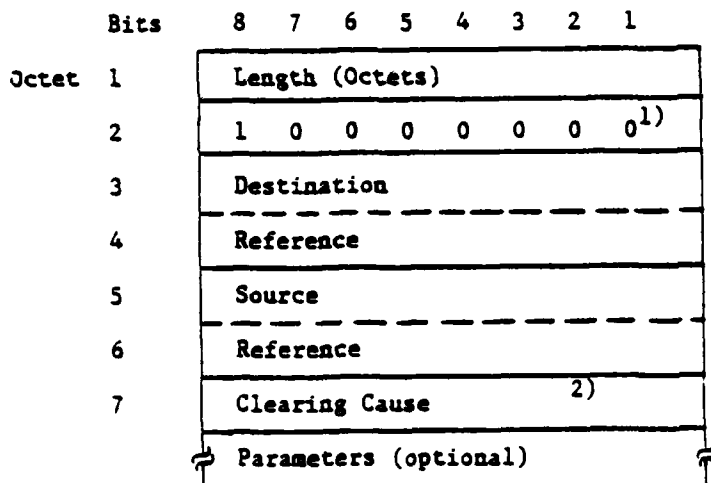 Bits 8 7 6 5 4 3 2 1
Octet 1 Length (Octets)
2 1 0 0 0 0 0 0 0 1)
3 Destination
4 Reference
5 Source
6 Reference
7 Clearing Cause 2)
Parameters (optional)